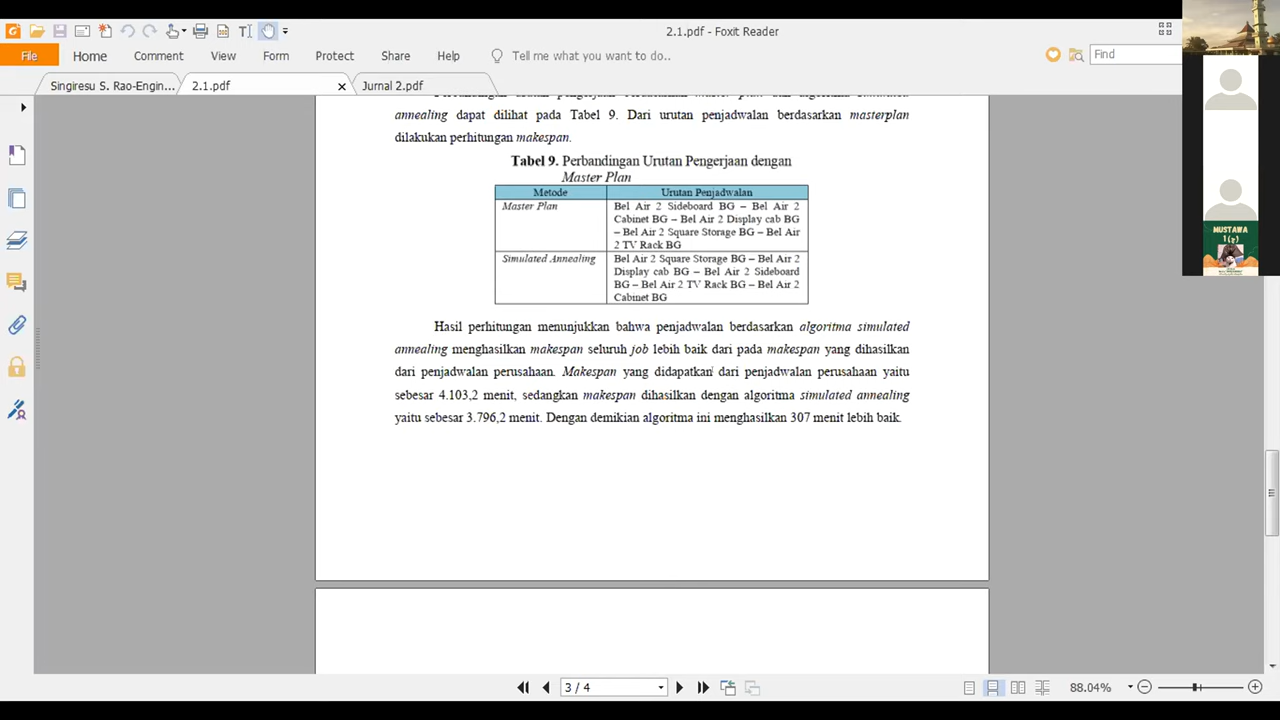 2.1.pdf - Foxit Reader
File Home Comment View Form Protect Share Help Tell me what you want to do.. Find
Singiresu S. Rao-Engin... 2.1.pdf Jurnal 2.pdf
annealing dapat dilihat pada Tabel 9. Dari urutan penjadwalan berdasarkan masterplan
dilakukan perhitungan makespan.
Tabel 9. Perbandingan Urutan Pengerjaan dengan
Master Plan
Metode Urutan Penjadwalan
Master Plan Bel Air 2 Sideboard BG – Bel Air 2
Cabinet BG – Bel Air 2 Display cab BG
– Bel Air 2 Square Storage BG – Bel Air
2 TV Rack BG
Simulated Annealing Bel Air 2 Square Storage BG – Bel Air 2
Display cab BG – Bel Air 2 Sideboard
BG – Bel Air 2 TV Rack BG – Bel Air 2
Cabinet BG
Hasil perhitungan menunjukkan bahwa penjadwalan berdasarkan algoritma simulated
annealing menghasilkan makespan seluruh job lebih baik dari pada makespan yang dihasilkan
dari penjadwalan perusahaan. Makespan yang didapatkan dari penjadwalan perusahaan yaitu
sebesar 4.103,2 menit, sedangkan makespan dihasilkan dengan algoritma simulated annealing
yaitu sebesar 3.796,2 menit. Dengan demikian algoritma ini menghasilkan 307 menit lebih baik.
MUSTAWA
3 / 4
88.04%